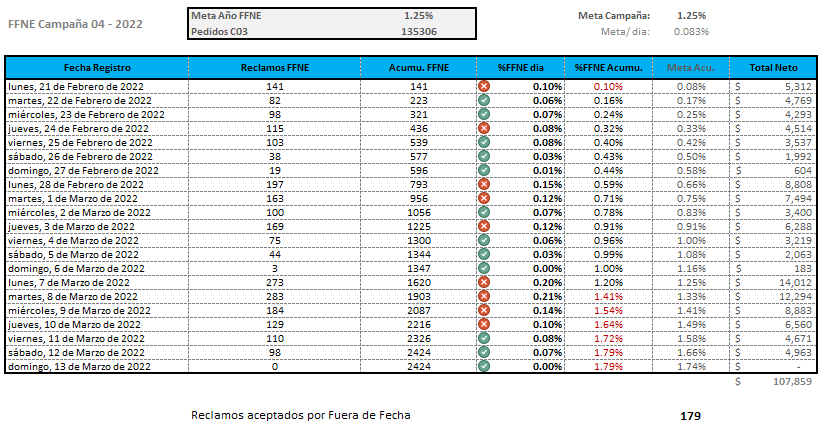 FFNE Campaña 04 - 2022
Meta Año FFNE 1.25% Meta Campaña: 1.25%
Pedidos C03 135306 Meta/ dia: 0.083%
Fecha Registro Reclamos FFNE Acumu. FFNE %FFNE dia %FFNE Acumu. Meta Acu. Total Neto
lunes, 21 de Febrero de 2022 141 141 0.10% 0.10% 0.08% $ 5,312
martes, 22 de Febrero de 2022 82 223 0.06% 0.16% 0.17% $ 4,769
miércoles, 23 de Febrero de 2022 98 321 0.07% 0.24% 0.25% $ 4,293
jueves, 24 de Febrero de 2022 115 436 0.08% 0.32% 0.33% $ 4,514
viernes, 25 de Febrero de 2022 103 539 0.08% 0.40% 0.42% $ 3,537
sábado, 26 de Febrero de 2022 38 577 0.03% 0.43% 0.50% $ 1,992
domingo, 27 de Febrero de 2022 19 596 0.01% 0.44% 0.58% $ 604
lunes, 28 de Febrero de 2022 197 793 0.15% 0.59% 0.66% $ 8,808
martes, 1 de Marzo de 2022 163 956 0.12% 0.71% 0.75% $ 7,494
miércoles, 2 de Marzo de 2022 100 1056 0.07% 0.78% 0.83% $ 3,400
jueves, 3 de Marzo de 2022 169 1225 0.12% 0.91% 0.91% $ 6,288
viernes, 4 de Marzo de 2022 75 1300 0.06% 0.96% 1.00% $ 3,219
sábado, 5 de Marzo de 2022 44 1344 0.03% 0.99% 1.08% $ 2,063
domingo, 6 de Marzo de 2022 3 1347 0.00% 1.00% 1.16% $ 183
lunes, 7 de Marzo de 2022 273 1620 0.20% 1.20% 1.25% $ 14,012
martes, 8 de Marzo de 2022 283 1903 0.21% 1.41% 1.33% $ 12,294
miércoles, 9 de Marzo de 2022 184 2087 0.14% 1.54% 1.41% $ 8,883
jueves, 10 de Marzo de 2022 129 2216 0.10% 1.64% 1.49% $ 6,560
viernes, 11 de Marzo de 2022 110 2326 0.08% 1.72% 1.58% $ 4,671
sábado, 12 de Marzo de 2022 98 2424 0.07% 1.79% 1.66% $ 4,963
domingo, 13 de Marzo de 2022 0 2424 0.00% 1.79% 1.74% $ -
$ 107,859
Reclamos aceptados por Fuera de Fecha 179